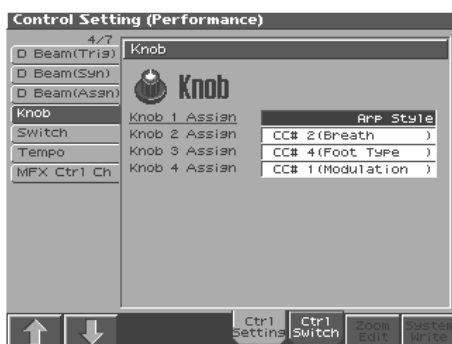 Control Setting (Performance)
4/7
D Beam(Trig)
D Beam(Syn)
D Beam(Assn)
Knob
Switch
Tempo
MFX Ctrl Ch
Knob
Knob
Knob 1 Assign Arp Style
Knob 2 Assign CC# 2(Breath )
Knob 3 Assign CC# 4(Foot Type )
Knob 4 Assign CC# 1(Modulation )
Ctrl Setting
Ctrl Switch
Zoom Edit
System Write